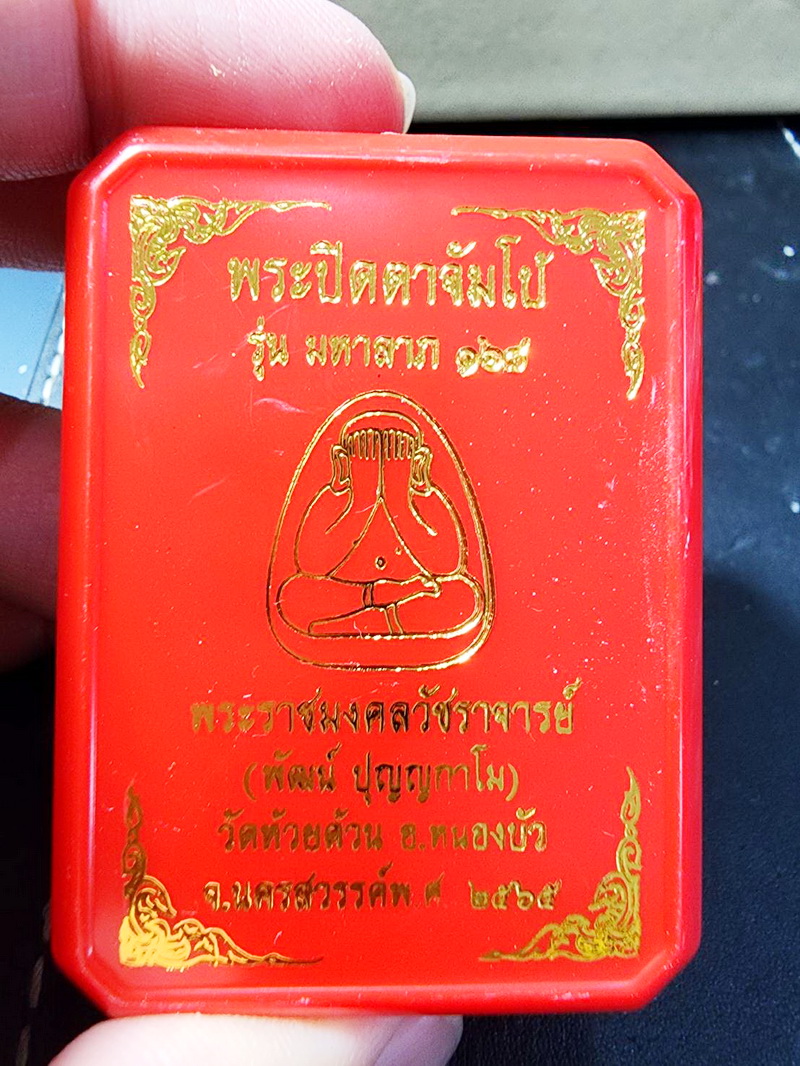 พระปิดตาจัมโบ้
รุ่น มหาลาภ ๑๖๗
พระราชมงคลวัชราจารย์
(พัฒน์ ปุญญกาโม)
วัดห้วยด้วน อ.หนองบัว
จ.นครสวรรค์พ.ศ. ๒๕๖๕